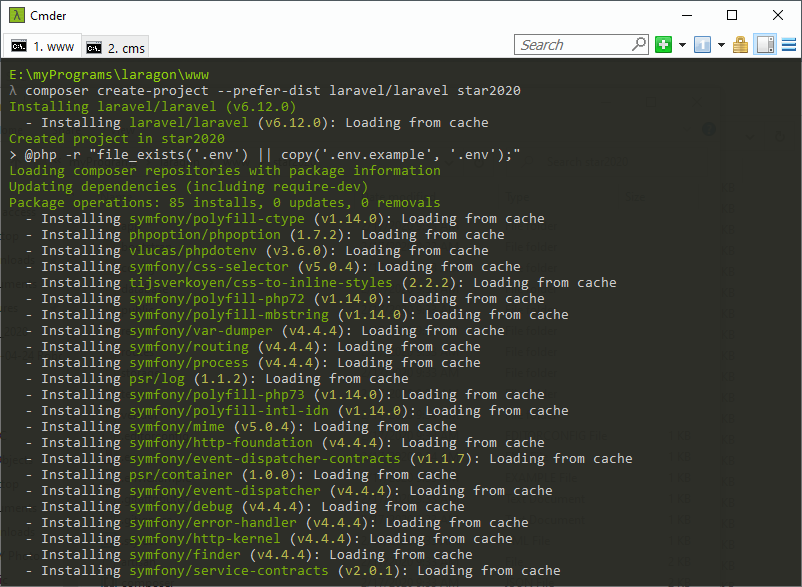 Cmder
1. www
2. cms
Search
E:\myPrograms\laragon\www
λ composer create-project --prefer-dist laravel/laravel star2020
Installing laravel/laravel (v6.12.0)
- Installing laravel/laravel (v6.12.0): Loading from cache
Created project in star2020
> @php -r "file_exists('.env') || copy('.env.example', '.env');"
Loading composer repositories with package information
Updating dependencies (including require-dev)
Package operations: 85 installs, 0 updates, 0 removals
- Installing symfony/polyfill-ctype (v1.14.0): Loading from cache
- Installing phpoption/phpoption (1.7.2): Loading from cache
- Installing vlucas/phpdotenv (v3.6.0): Loading from cache
- Installing symfony/css-selector (v5.0.4): Loading from cache
- Installing tijsverkoyen/css-to-inline-styles (2.2.2): Loading from cache
- Installing symfony/polyfill-php72 (v1.14.0): Loading from cache
- Installing symfony/polyfill-mbstring (v1.14.0): Loading from cache
- Installing symfony/var-dumper (v4.4.4): Loading from cache
- Installing symfony/routing (v4.4.4): Loading from cache
- Installing symfony/process (v4.4.4): Loading from cache
- Installing psr/log (1.1.2): Loading from cache
- Installing symfony/polyfill-php73 (v1.14.0): Loading from cache
- Installing symfony/polyfill-intl-idn (v1.14.0): Loading from cache
- Installing symfony/mime (v5.0.4): Loading from cache
- Installing symfony/http-foundation (v4.4.4): Loading from cache
- Installing symfony/event-dispatcher-contracts (v1.1.7): Loading from cache
- Installing psr/container (1.0.0): Loading from cache
- Installing symfony/event-dispatcher (v4.4.4): Loading from cache
- Installing symfony/debug (v4.4.4): Loading from cache
- Installing symfony/error-handler (v4.4.4): Loading from cache
- Installing symfony/http-kernel (v4.4.4): Loading from cache
- Installing symfony/finder (v4.4.4): Loading from cache
- Installing symfony/service-contracts (v2.0.1): Loading from cache